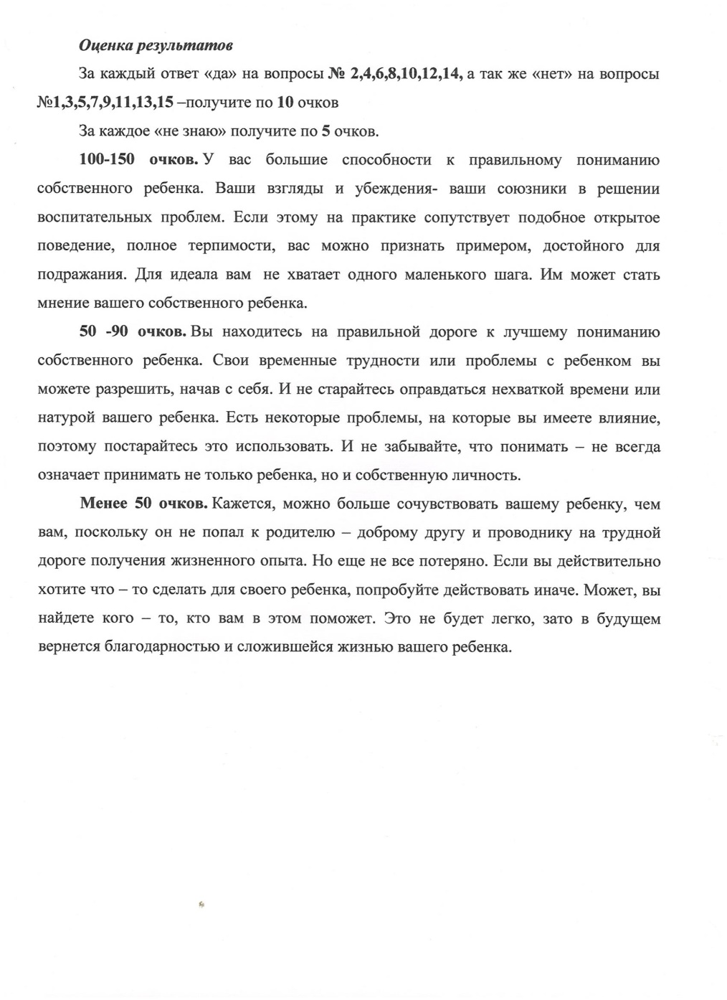 Оценка результатов
За каждый ответ «да» на вопросы № 2,4,6,8,10,12,14, а так же «нет» на вопросы
№1,3,5,7,9,11,13,15 –получите по 10 очков
За каждое «не знаю» получите по 5 очков.
100-150 очков. У вас большие способности к правильному пониманию
собственного ребенка. Ваши взгляды и убеждения- ваши союзники в решении
воспитательных проблем. Если этому на практике сопутствует подобное открытое
поведение, полное терпимости, вас можно признать примером, достойного для
подражания. Для идеала вам не хватает одного маленького шага. Им может стать
мнение вашего собственного ребенка.
50 -90 очков. Вы находитесь на правильной дороге к лучшему пониманию
собственного ребенка. Свои временные трудности или проблемы с ребенком вы
можете разрешить, начав с себя. И не старайтесь оправдаться нехваткой времени или
натурой вашего ребенка. Есть некоторые проблемы, на которые вы имеете влияние,
поэтому постарайтесь это использовать. И не забывайте, что понимать – не всегда
означает принимать не только ребенка, но и собственную личность.
Менее 50 очков. Кажется, можно больше сочувствовать вашему ребенку, чем
вам, поскольку он не попал к родителю – доброму другу и проводнику на трудной
дороге получения жизненного опыта. Но еще не все потеряно. Если вы действительно
хотите что – то сделать для своего ребенка, попробуйте действовать иначе. Может, вы
найдете кого – то, кто вам в этом поможет. Это не будет легко, зато в будущем
вернется благодарностью и сложившейся жизнью вашего ребенка.